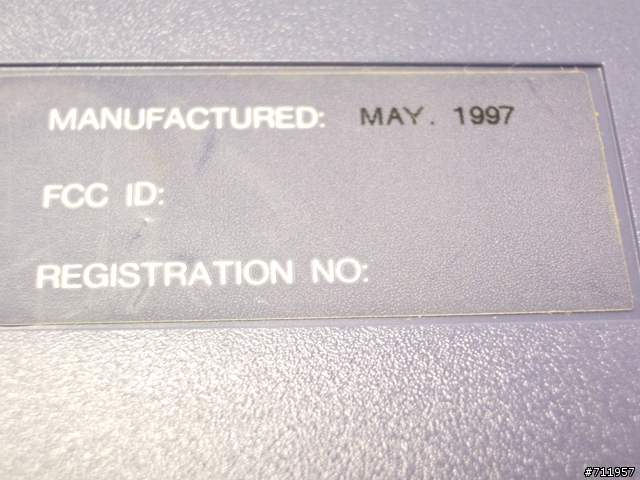 MANUFACTURED: MAY. 1997
FCC ID:
REGISTRATION NO:
#711957